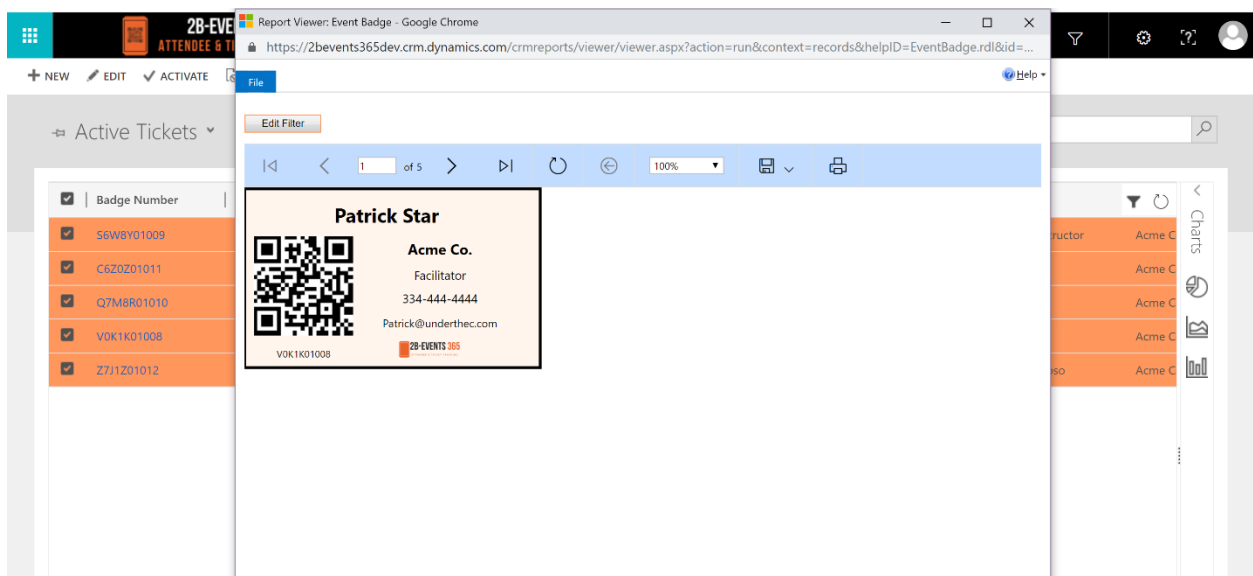 2B-EVE
ATTENDEE & TI
Report Viewer: Event Badge - Google Chrome
https://2bevents365dev.crm.dynamics.com/crmreports/viewer/viewer.aspx?action=run&context=records&helpID=EventBadge.rdl&id=...
NEW EDIT ACTIVATE
File
Help
Edit Filter
Active Tickets
1 of 5 100%
Badge Number
S6W8Y01009
C6Z0Z01011
Q7M8R01010
V0K1K01008
Z7J1Z01012
Patrick Star
Acme Co.
Facilitator
334-444-4444
Patrick@underthec.com
2B-EVENTS 365
V0K1K01008
tructor Acme C
Acme C
Acme C
Acme C
oso Acme C
Charts